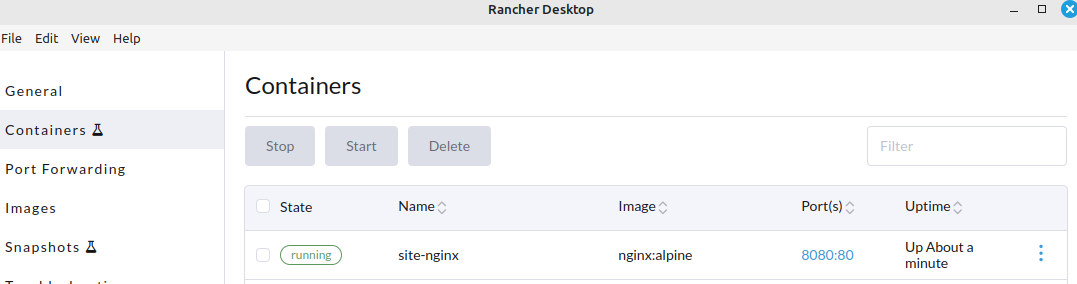 Rancher Desktop
File Edit View Help
General
Containers
Port Forwarding
Images
Snapshots
Containers
Stop Start Delete Filter
State Name Image Port(s) Uptime
running site-nginx nginx:alpine 8080:80 Up About a
minute